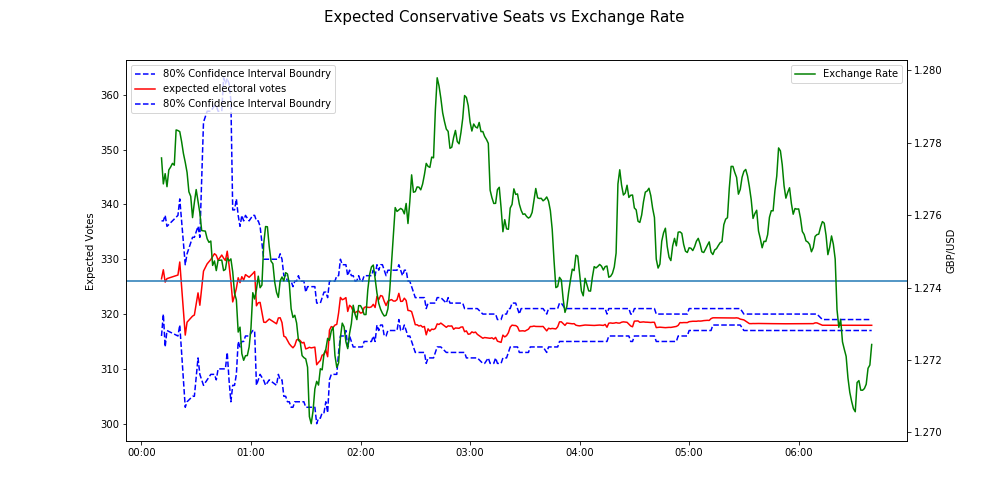 Expected Conservative Seats vs Exchange Rate
80% Confidence Interval Boundry
expected electoral votes
80% Confidence Interval Boundry
Exchange Rate
Expected Votes
360
350
340
330
320
310
300
GBP/USD
1.280
1.278
1.276
1.274
1.272
1.270
00:00 01:00 02:00 03:00 04:00 05:00 06:00